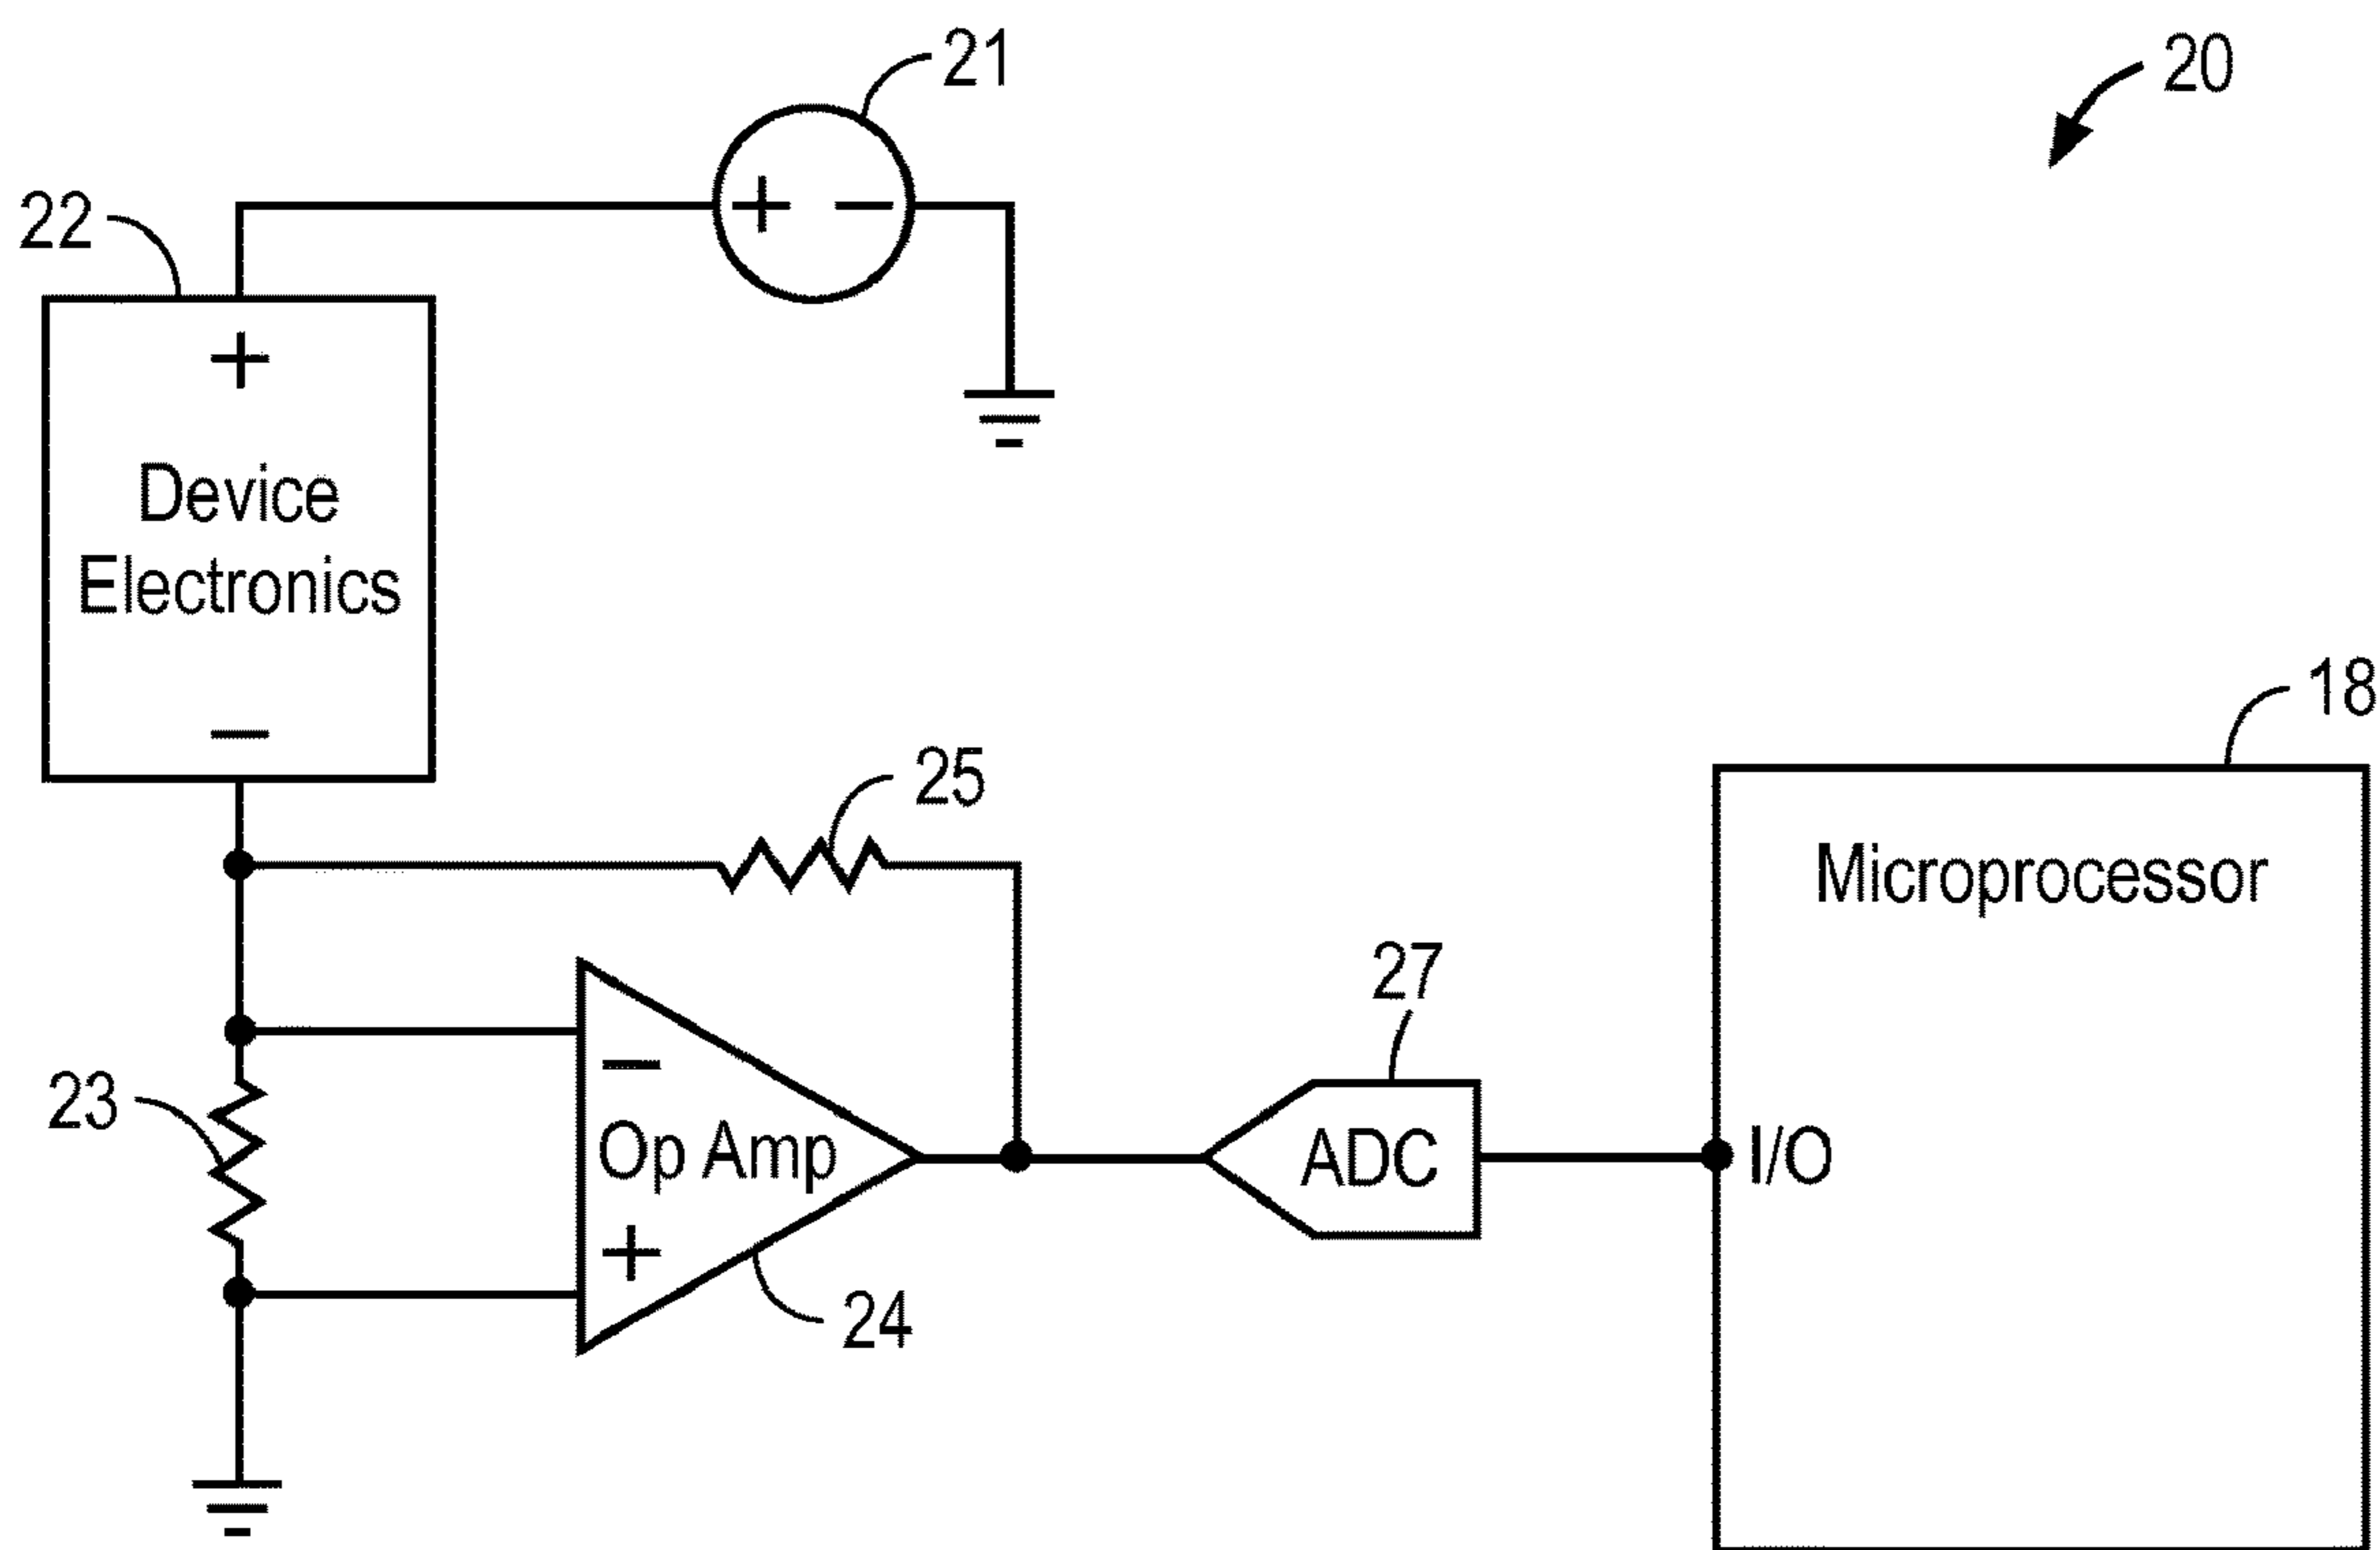 21
20
22
+ −
+
Device
Electronics
−
18
25
Microprocessor
27
−
23
Op Amp
ADC
I/O
+
24